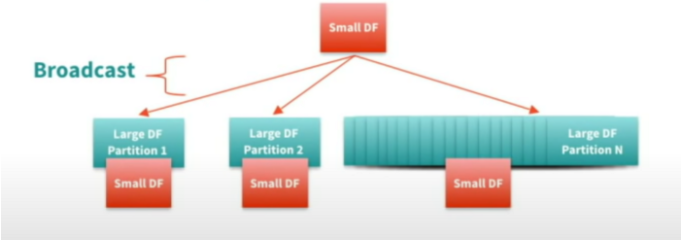 Small DF
Broadcast
Large DF
Partition 1
Large DF
Partition 2
Large DF
Partition N
Small DF
Small DF
Small DF